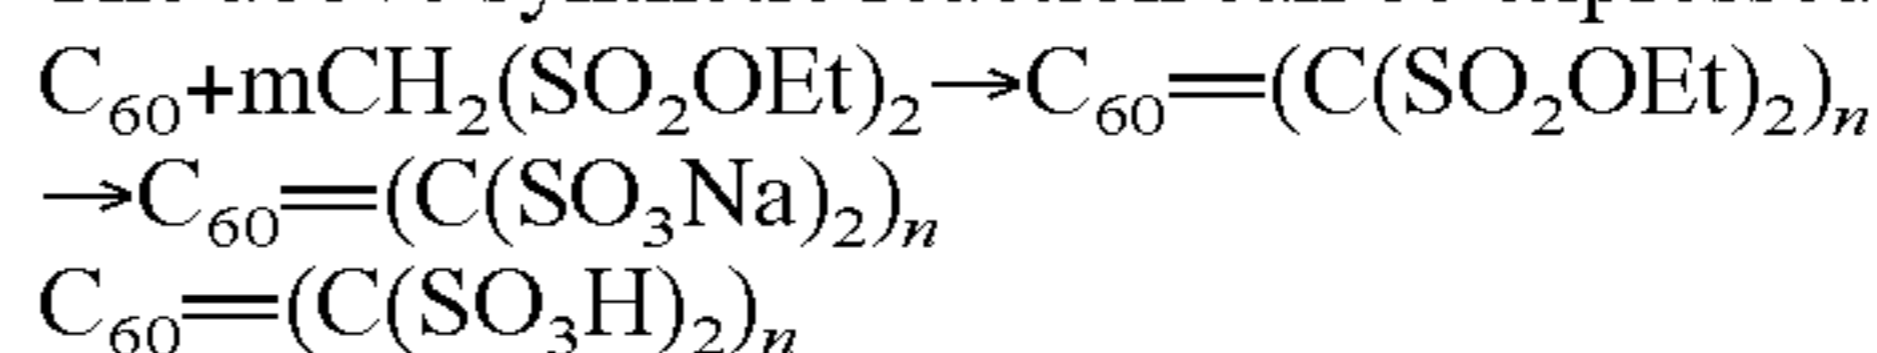 C₆₀+mCH₂(SO₂OEt)₂→C₆₀=(C(SO₂OEt)₂)ₙ
→C₆₀=(C(SO₃Na)₂)ₙ
C₆₀=(C(SO₃H)₂)ₙ